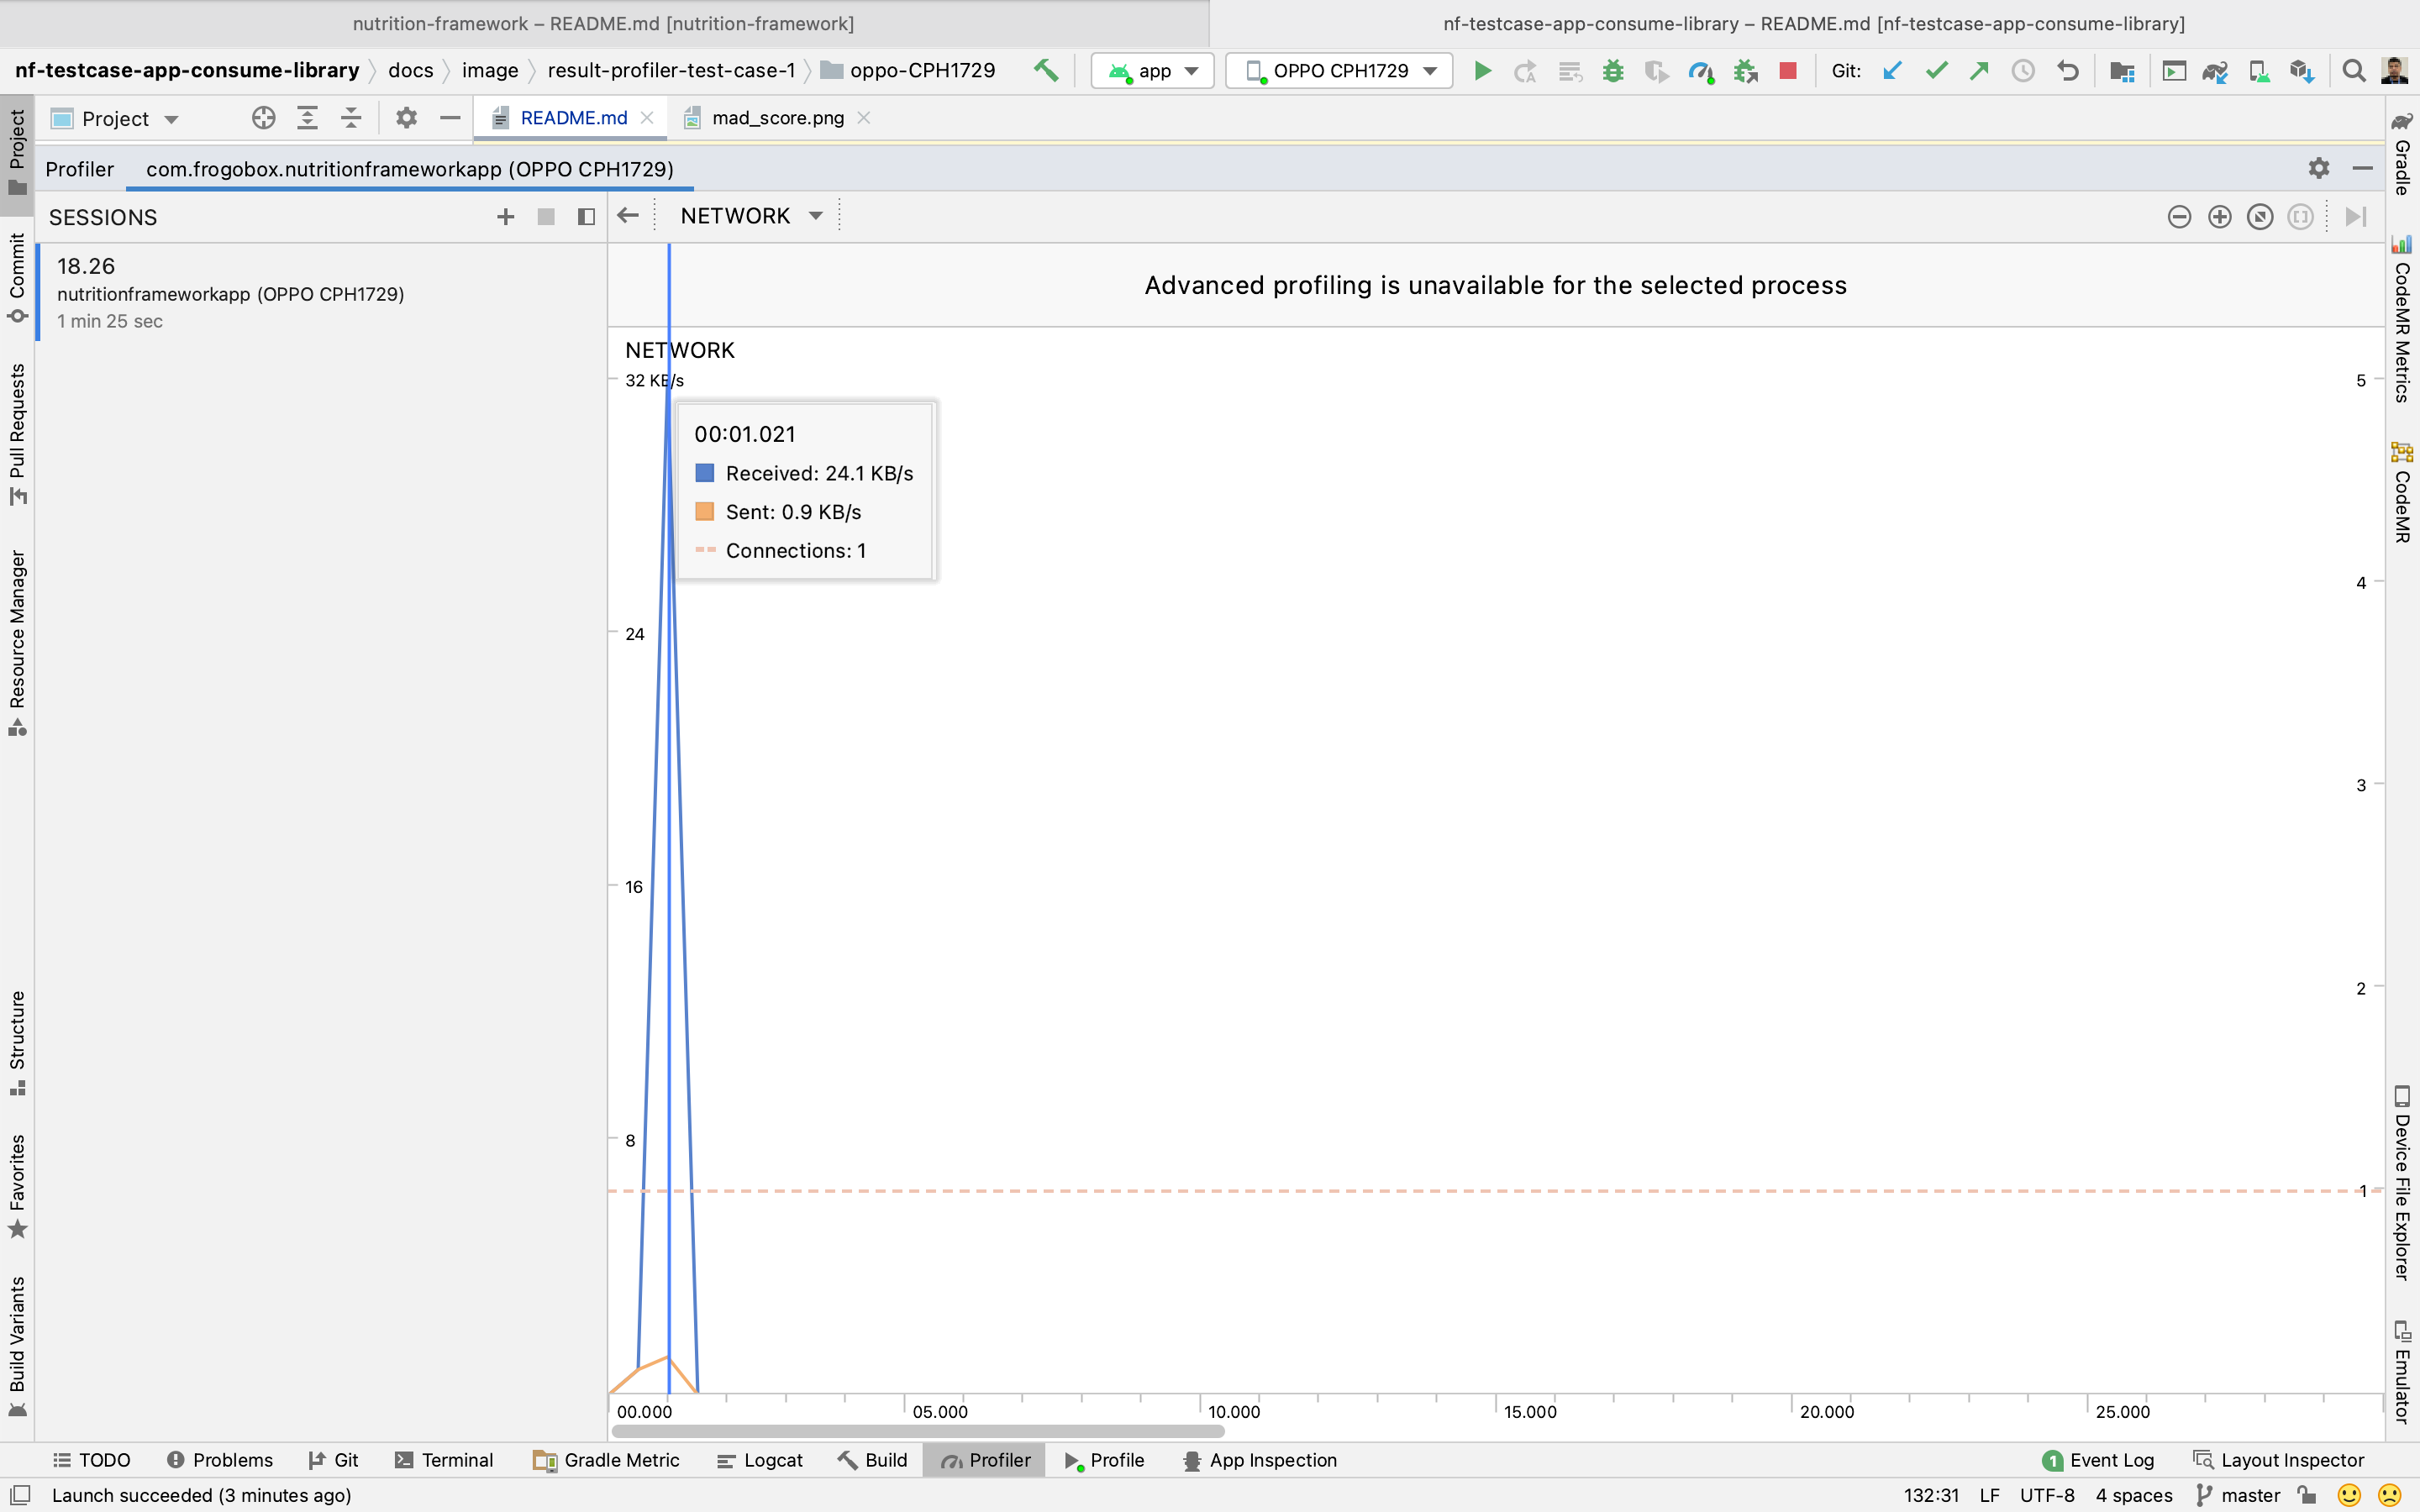 nutrition-framework – README.md [nutrition-framework]
nf-testcase-app-consume-library – README.md [nf-testcase-app-consume-library]
nf-testcase-app-consume-library
docs
image
result-profiler-test-case-1
oppo-CPH1729
app
OPPO CPH1729
Git:
Project
README.md
mad_score.png
Profiler
com.frogobox.nutritionframeworkapp (OPPO CPH1729)
SESSIONS
NETWORK
18.26
nutritionframeworkapp (OPPO CPH1729)
1 min 25 sec
Advanced profiling is unavailable for the selected process
NETWORK
32 KB/s
5
00:01.021
Received: 24.1 KB/s
Sent: 0.9 KB/s
Connections: 1
4
24
3
16
2
8
1
00.000
05.000
10.000
15.000
20.000
25.000
Project
Commit
Pull Requests
Resource Manager
Structure
Favorites
Build Variants
Gradle
CodeMR Metrics
CodeMR
Device File Explorer
Emulator
TODO
Problems
Git
Terminal
Gradle Metric
Logcat
Build
Profiler
Profile
App Inspection
1
Event Log
Layout Inspector
Launch succeeded (3 minutes ago)
132:31
LF
UTF-8
4 spaces
master